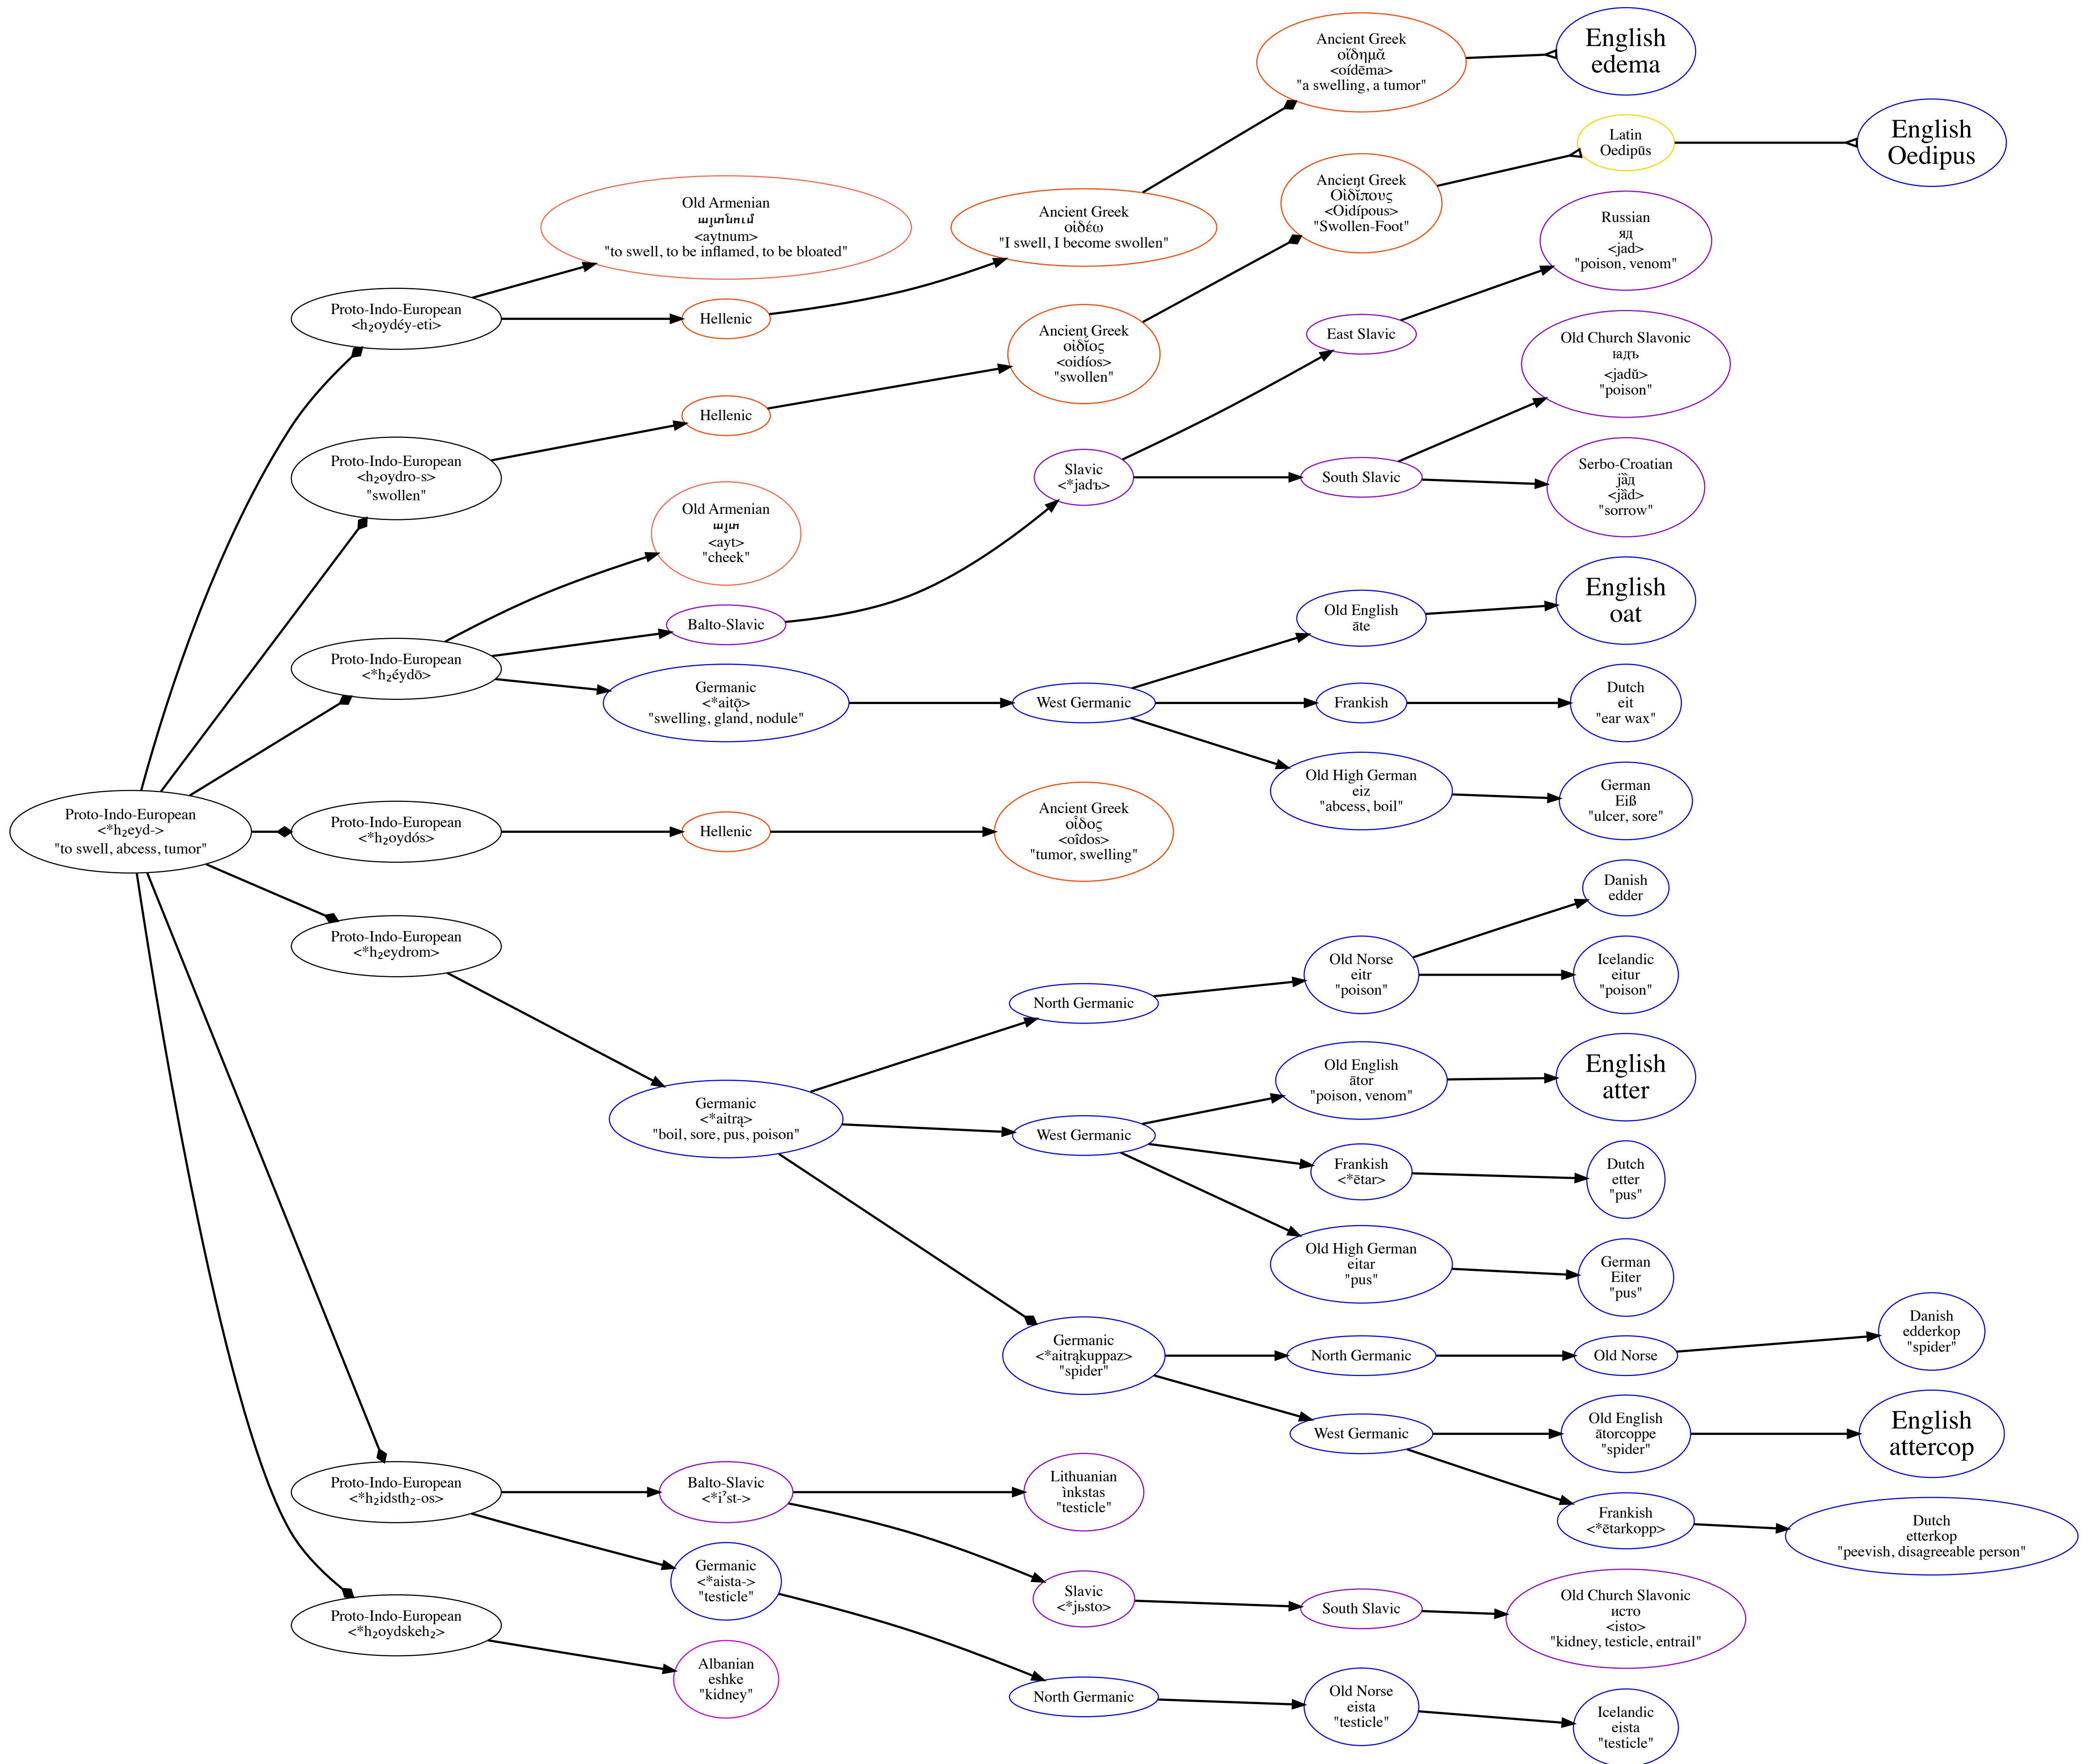 Ancient Greek
οἴδημᾰ
<oídēma>
"a swelling, a tumor"
English
edema
Latin
Oedipūs
English
Oedipus
Ancient Greek
Οἰδῐ́πους
<Oidípous>
"Swollen-Foot"
Old Armenian
այտնում
<aytnum>
"to swell, to be inflamed, to be bloated"
Ancient Greek
οἰδέω
"I swell, I become swollen"
Russian
яд
<jad>
"poison, venom"
Proto-Indo-European
<h₂oydéy-eti>
Hellenic
East Slavic
Ancient Greek
οἰδῐ́ος
<oidíos>
"swollen"
Old Church Slavonic
ꙗдъ
<jadŭ>
"poison"
Hellenic
Proto-Indo-European
<h₂oydro-s>
"swollen"
Slavic
<*jadъ>
South Slavic
Serbo-Croatian
ја̏д
<jȁd>
"sorrow"
Old Armenian
այտ
<ayt>
"cheek"
Balto-Slavic
Old English
āte
English
oat
Proto-Indo-European
<*h₂éydō>
Germanic
<*aitǭ>
"swelling, gland, nodule"
West Germanic
Frankish
Dutch
eit
"ear wax"
Old High German
eiz
"abcess, boil"
German
Eiß
"ulcer, sore"
Proto-Indo-European
<*h₂eyd->
"to swell, abcess, tumor"
Proto-Indo-European
<*h₂oydós>
Hellenic
Ancient Greek
οἶδος
<oîdos>
"tumor, swelling"
Danish
edder
Proto-Indo-European
<*h₂eydrom>
Old Norse
eitr
"poison"
Icelandic
eitur
"poison"
North Germanic
Old English
ātor
"poison, venom"
English
atter
Germanic
<*aitrą>
"boil, sore, pus, poison"
West Germanic
Frankish
<*ētar>
Dutch
etter
"pus"
Old High German
eitar
"pus"
German
Eiter
"pus"
Germanic
<*aitrąkuppaz>
"spider"
North Germanic
Old Norse
Danish
edderkop
"spider"
West Germanic
Old English
ātorcoppe
"spider"
English
attercop
Proto-Indo-European
<*h₂idsth₂-os>
Balto-Slavic
<*iˀst->
Lithuanian
ìnkstas
"testicle"
Frankish
<*ētarkopp>
Dutch
etterkop
"peevish, disagreeable person"
Germanic
<*aista->
"testicle"
Slavic
<*jьsto>
South Slavic
Old Church Slavonic
исто
<isto>
"kidney, testicle, entrail"
Proto-Indo-European
<*h₂oydskeh₂>
Albanian
eshke
"kidney"
North Germanic
Old Norse
eista
"testicle"
Icelandic
eista
"testicle"